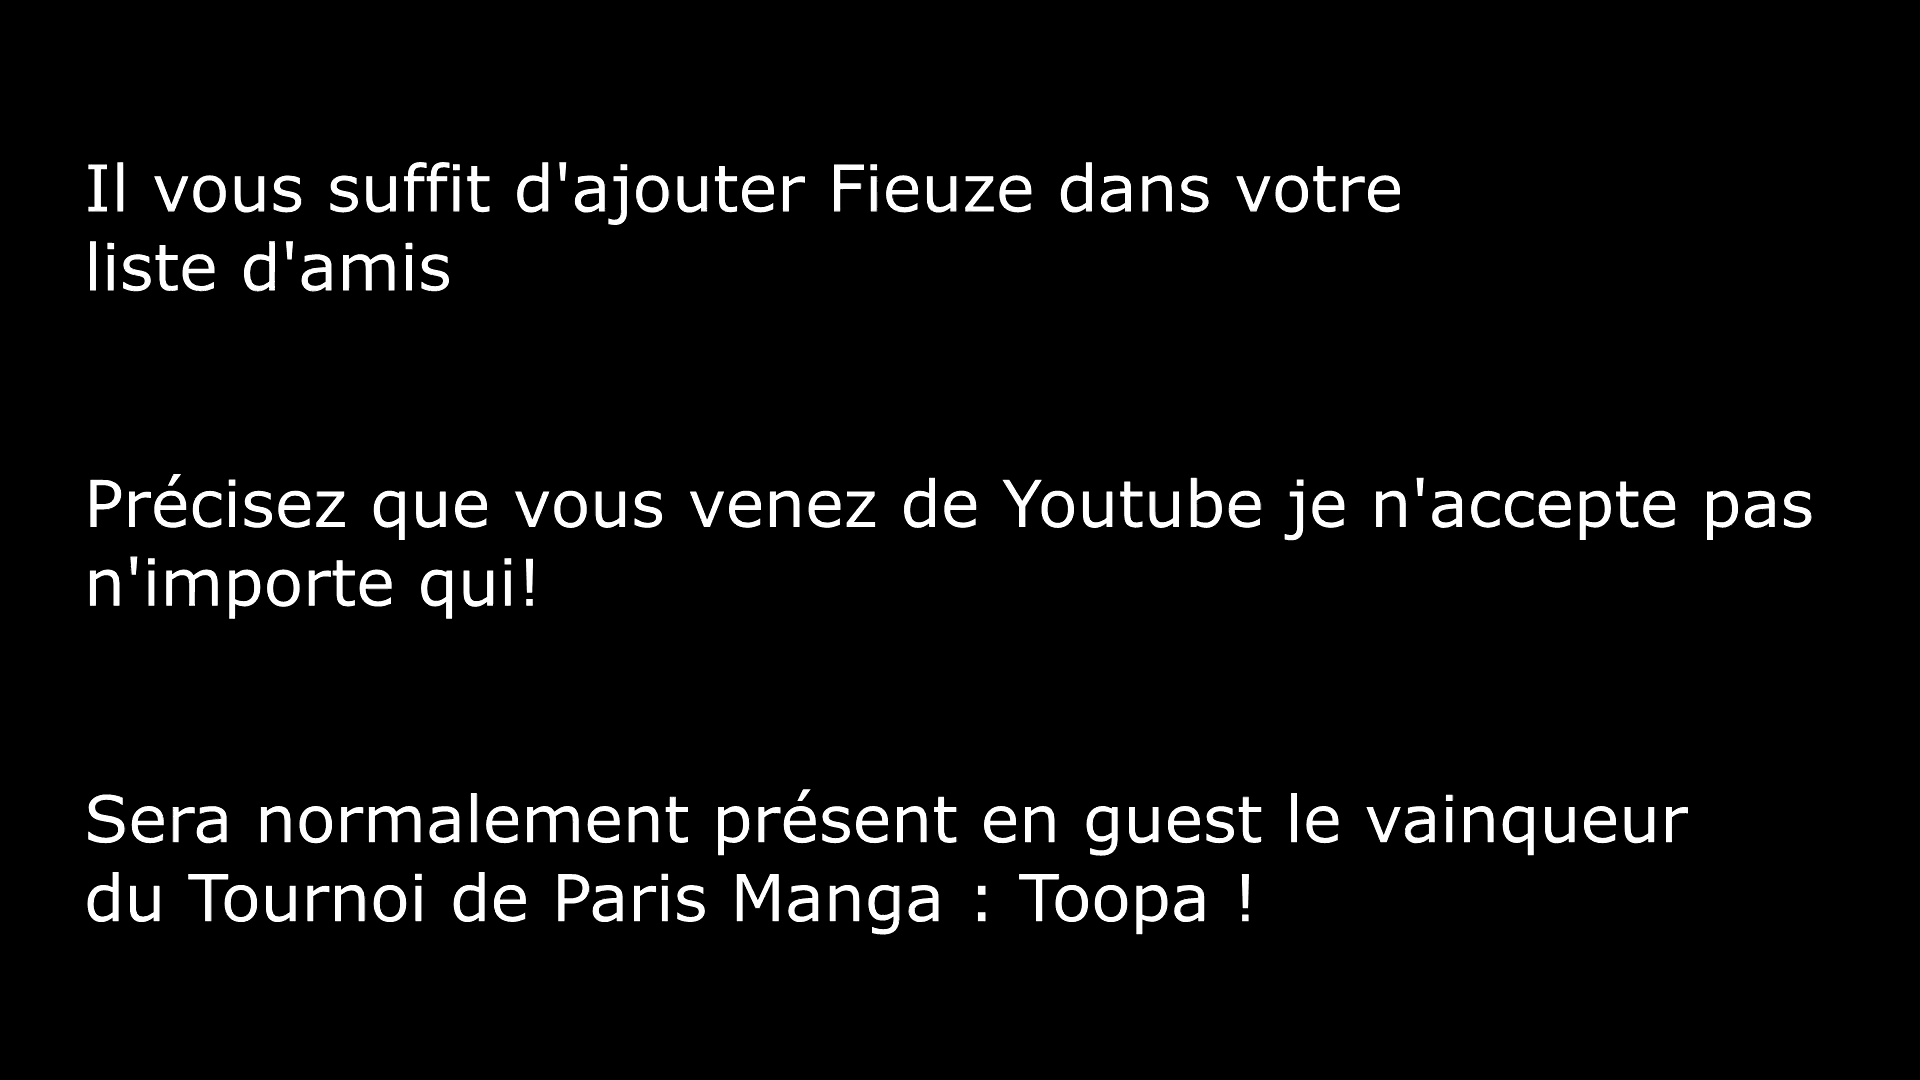 Il vous suffit d'ajouter Fieuze dans votre
liste d'amis
Précisez que vous venez de Youtube je n'accepte pas
n'importe qui!
Sera normalement présent en guest le vainqueur
du Tournoi de Paris Manga : Toopa !